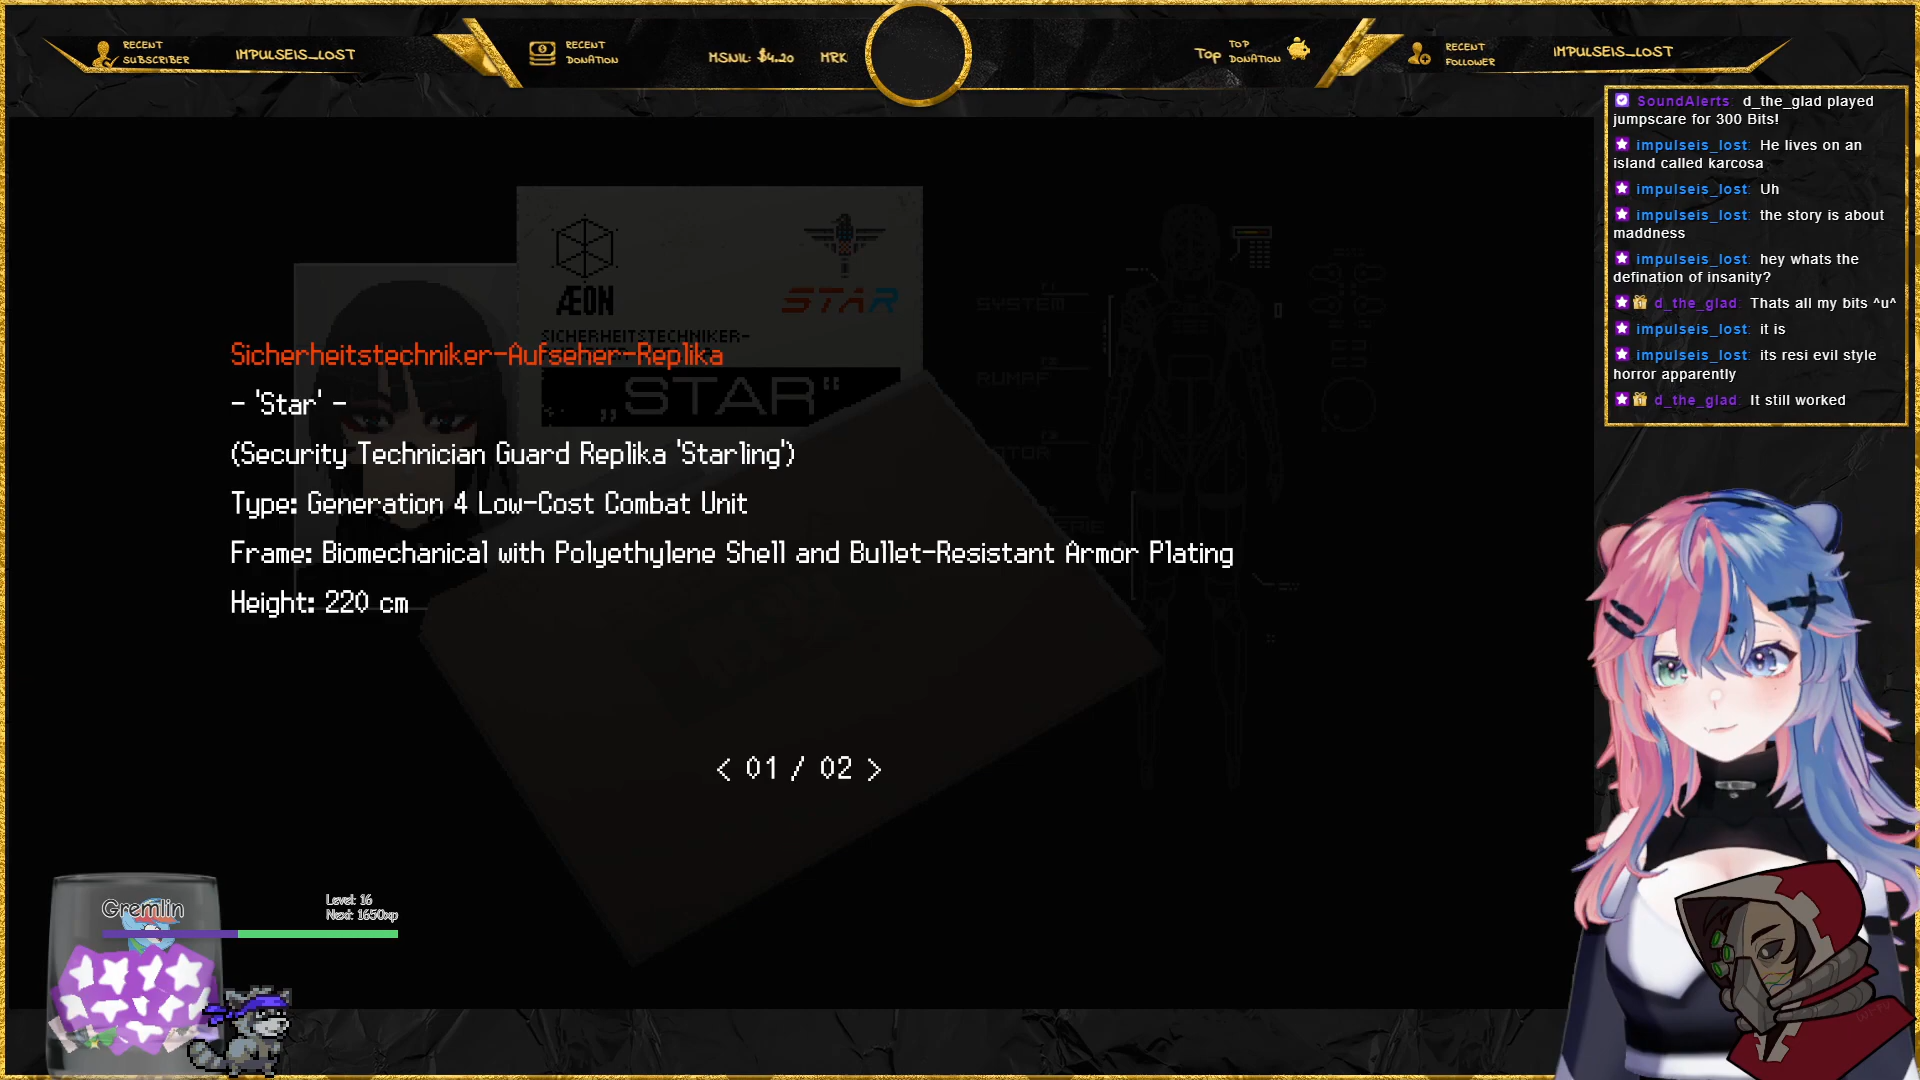 RECENT
SUBSCRIBER
IMPULSEIS_LOST
RECENT
DONATION
MSNIL: $4.20
MRK
Top
TOP
DONATION
RECENT
FOLLOWER
IMPULSEIS_LOST
SoundAlerts: d_the_glad played
jumpscare for 300 Bits!
impulseis_lost: He lives on an
island called karcosa
impulseis_lost: Uh
impulseis_lost: the story is about
maddness
impulseis_lost: hey whats the
defination of insanity?
d_the_glad: Thats all my bits ^u^
impulseis_lost: it is
impulseis_lost: its resi evil style
horror apparently
d_the_glad: It still worked
ÆON
STAR
SICHERHEITSTECHNIKER-
„STAR“
SYSTEM
RUMPF
Sicherheitstechniker-Aufseher-Replika
- 'Star' -
(Security Technician Guard Replika 'Starling')
Type: Generation 4 Low-Cost Combat Unit
Frame: Biomechanical with Polyethylene Shell and Bullet-Resistant Armor Plating
Height: 220 cm
< 01 / 02 >
Gremlin
Level: 16
Next: 1650xp